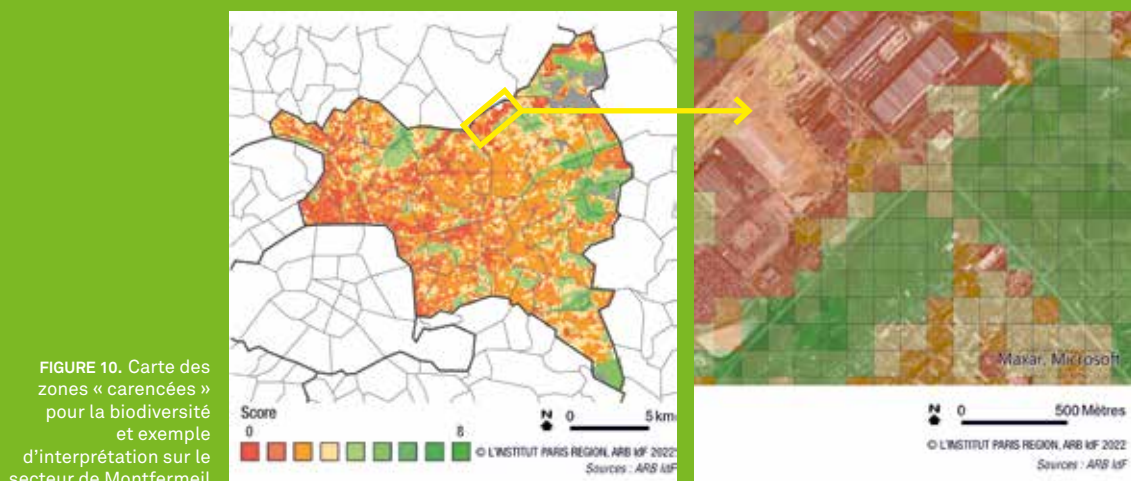 FIGURE 10. Carte des
zones « carencées »
pour la biodiversité
et exemple
d'interprétation sur le
secteur de Montfermeil
Score
0 8
N 0 5 km
© L'INSTITUT PARIS REGION, ARB IdF 2022
Sources : ARB IdF
© Maxar, Microsoft
N 0 500 Mètres
© L'INSTITUT PARIS REGION, ARB IdF 2022
Sources : ARB IdF